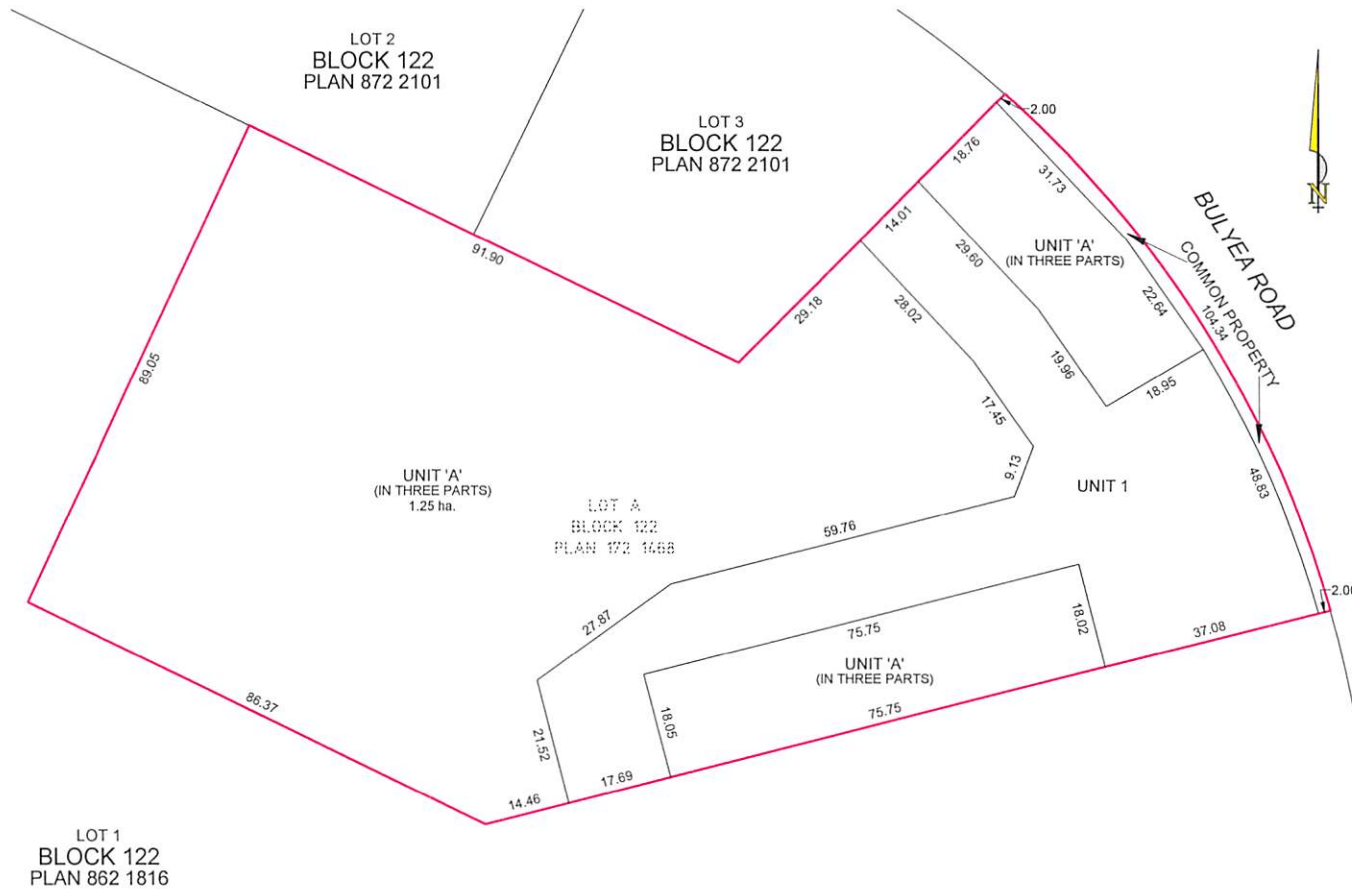 LOT 2
BLOCK 122
PLAN 872 2101
LOT 3
BLOCK 122
PLAN 872 2101
2.00
18.76
31.73
14.01
N
BULYEA ROAD
COMMON PROPERTY
104.34
UNIT 'A'
(IN THREE PARTS)
29.60
22.64
91.90
29.18
28.02
19.96
18.95
89.05
17.45
9.13
48.83
UNIT 'A'
(IN THREE PARTS)
1.25 ha.
UNIT 1
LOT A
BLOCK 122
PLAN 172 1468
59.76
27.87
75.75
18.02
2.00
37.08
UNIT 'A'
(IN THREE PARTS)
86.37
18.05
75.75
21.52
17.69
14.46
LOT 1
BLOCK 122
PLAN 862 1816